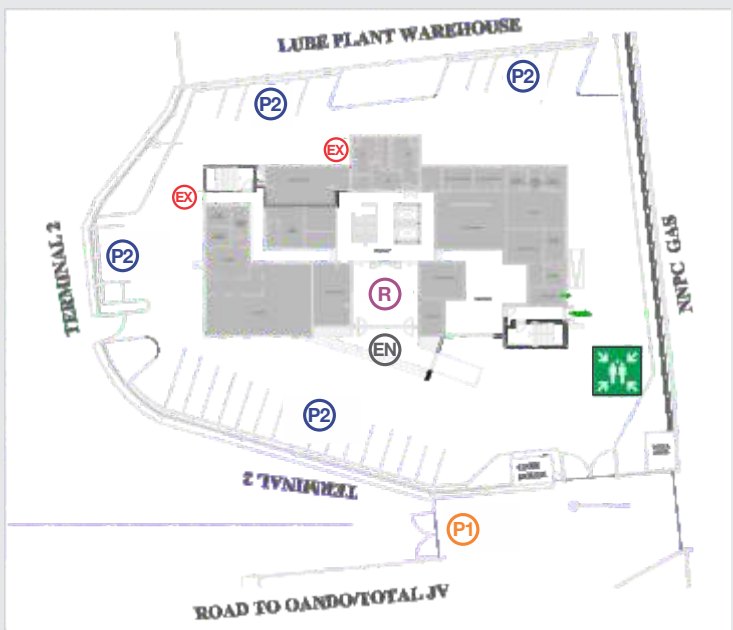 LUBE PLANT WAREHOUSE
P2
P2
EX
EX
TERMINAL 2
P2
NNPC GAS
R
EN
P2
TERMINAL 2
P1
ROAD TO OANDO/TOTAL JV